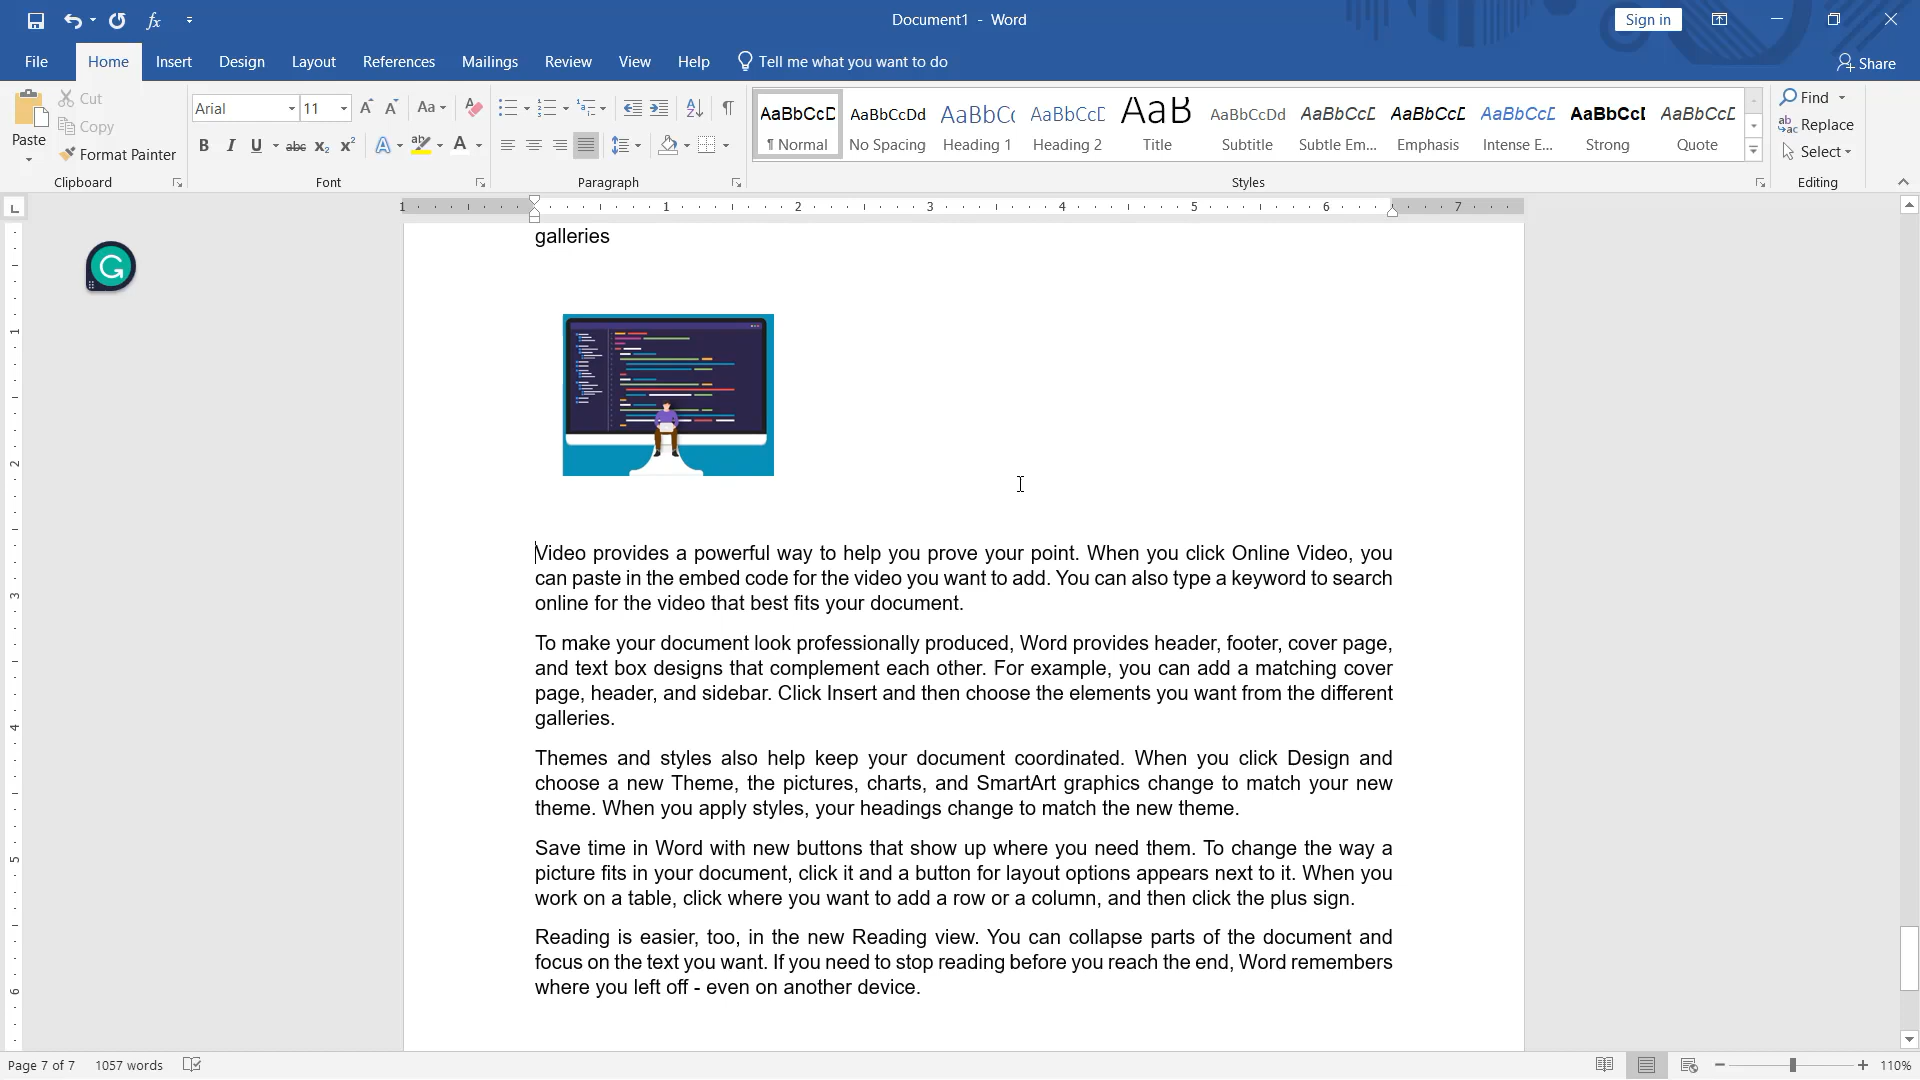 Document1 - Word
Sign in
File Home Insert Design Layout References Mailings Review View Help Tell me what you want to do
Share
Paste
Cut
Copy
Format Painter
Clipboard
Arial 11
Font
Paragraph
AaBbCcD AaBbCcDd AaBbCc AaBbCcD AaB AaBbCcDd AaBbCcD AaBbCcD AaBbCcD AaBbCcD AaBbCcD
¶ Normal No Spacing Heading 1 Heading 2 Title Subtitle Subtle Em... Emphasis Intense E... Strong Quote
Styles
Find
Replace
Select
Editing
1 1 2 3 4 5 6 7
1
2
3
4
5
6
galleries
Video provides a powerful way to help you prove your point. When you click Online Video, you
can paste in the embed code for the video you want to add. You can also type a keyword to search
online for the video that best fits your document.
To make your document look professionally produced, Word provides header, footer, cover page,
and text box designs that complement each other. For example, you can add a matching cover
page, header, and sidebar. Click Insert and then choose the elements you want from the different
galleries.
Themes and styles also help keep your document coordinated. When you click Design and
choose a new Theme, the pictures, charts, and SmartArt graphics change to match your new
theme. When you apply styles, your headings change to match the new theme.
Save time in Word with new buttons that show up where you need them. To change the way a
picture fits in your document, click it and a button for layout options appears next to it. When you
work on a table, click where you want to add a row or a column, and then click the plus sign.
Reading is easier, too, in the new Reading view. You can collapse parts of the document and
focus on the text you want. If you need to stop reading before you reach the end, Word remembers
where you left off - even on another device.
Page 7 of 7 1057 words
110%